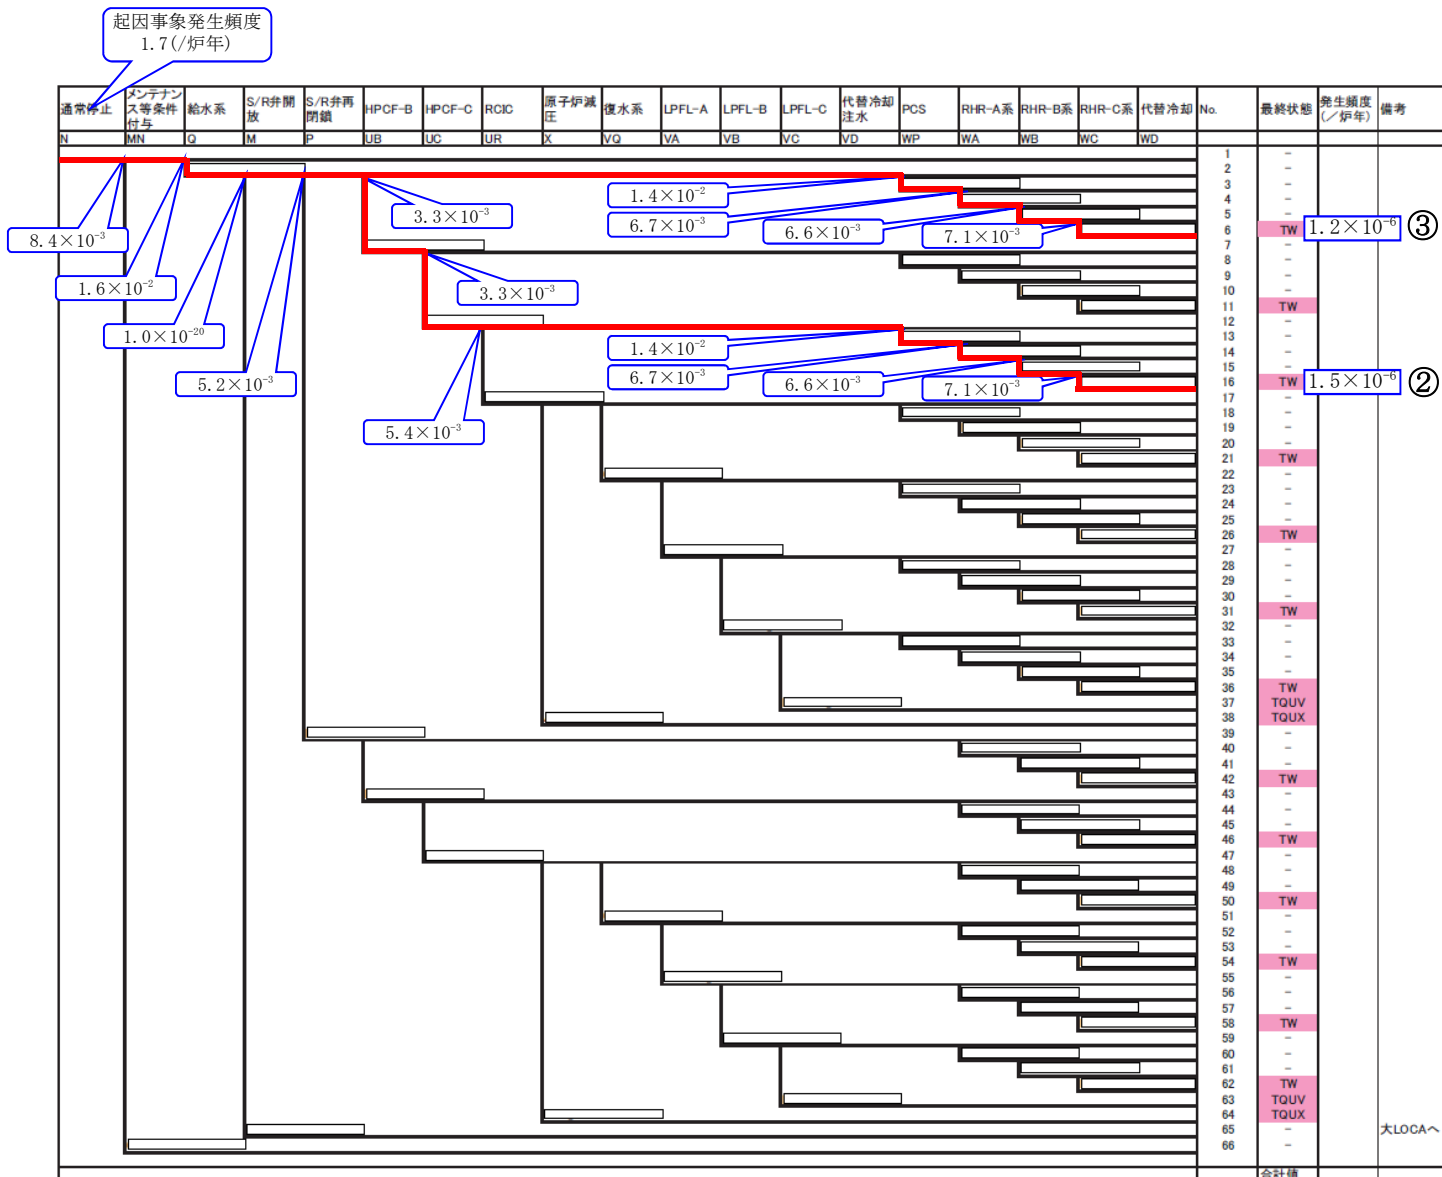 起因事象発生頻度
1.7(/炉年)
通常停止 メンテナンス等条件付与 給水系 S/R弁開放 S/R弁再閉鎖 HPCF-B HPCF-C RCIC 原子炉減圧 復水系 LPFL-A LPFL-B LPFL-C 代替冷却注水 PCS RHR-A系 RHR-B系 RHR-C系 代替冷却 No. 最終状態 発生頻度(/炉年) 備考
N MN Q M P UB UC UR X VQ VA VB VC VD WP WA WB WC WD
1 -
2 -
3 -
4 -
5 -
6 TW 1.2×10⁻⁶ ③
7 -
8 -
9 -
10 -
11 TW
12 -
13 -
14 -
15 -
16 TW 1.5×10⁻⁶ ②
17 -
18 -
19 -
20 -
21 TW
22 -
23 -
24 -
25 -
26 TW
27 -
28 -
29 -
30 -
31 TW
32 -
33 -
34 -
35 -
36 TW
37 TQUV
38 TQUX
39 -
40 -
41 -
42 TW
43 -
44 -
45 -
46 TW
47 -
48 -
49 -
50 TW
51 -
52 -
53 -
54 TW
55 -
56 -
57 -
58 TW
59 -
60 -
61 -
62 TW
63 TQUV
64 TQUX
65 - 大LOCAへ
66 -
合計値
8.4×10⁻³
1.6×10⁻²
1.0×10⁻²⁰
5.2×10⁻³
3.3×10⁻³
3.3×10⁻³
5.4×10⁻³
1.4×10⁻²
6.7×10⁻³
6.6×10⁻³
7.1×10⁻³
1.4×10⁻²
6.7×10⁻³
6.6×10⁻³
7.1×10⁻³